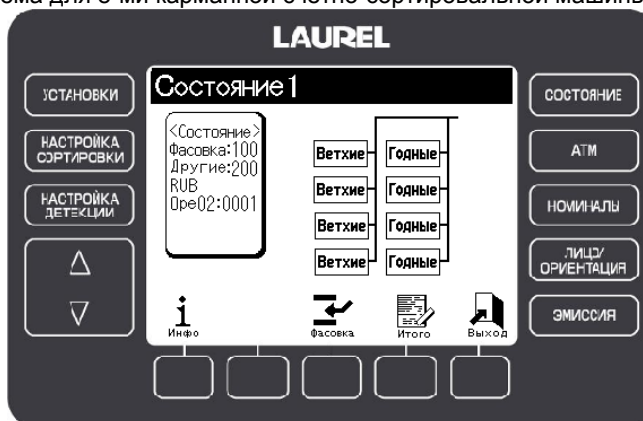 ома для 8-ми карманной счетно-сортировальной машины
LAUREL
УСТАНОВКИ
НАСТРОЙКА
СОРТИРОВКИ
НАСТРОЙКА
ДЕТЕКЦИИ
Состояние1
<Состояние>
Фасовка:100
Другие:200
RUB
Ope02:0001
Ветхие Годные
Ветхие Годные
Ветхие Годные
Ветхие Годные
Инфо
Фасовка
Итого
Выход
СОСТОЯНИЕ
АТМ
НОМИНАЛЫ
ЛИЦО/
ОРИЕНТАЦИЯ
ЭМИССИЯ